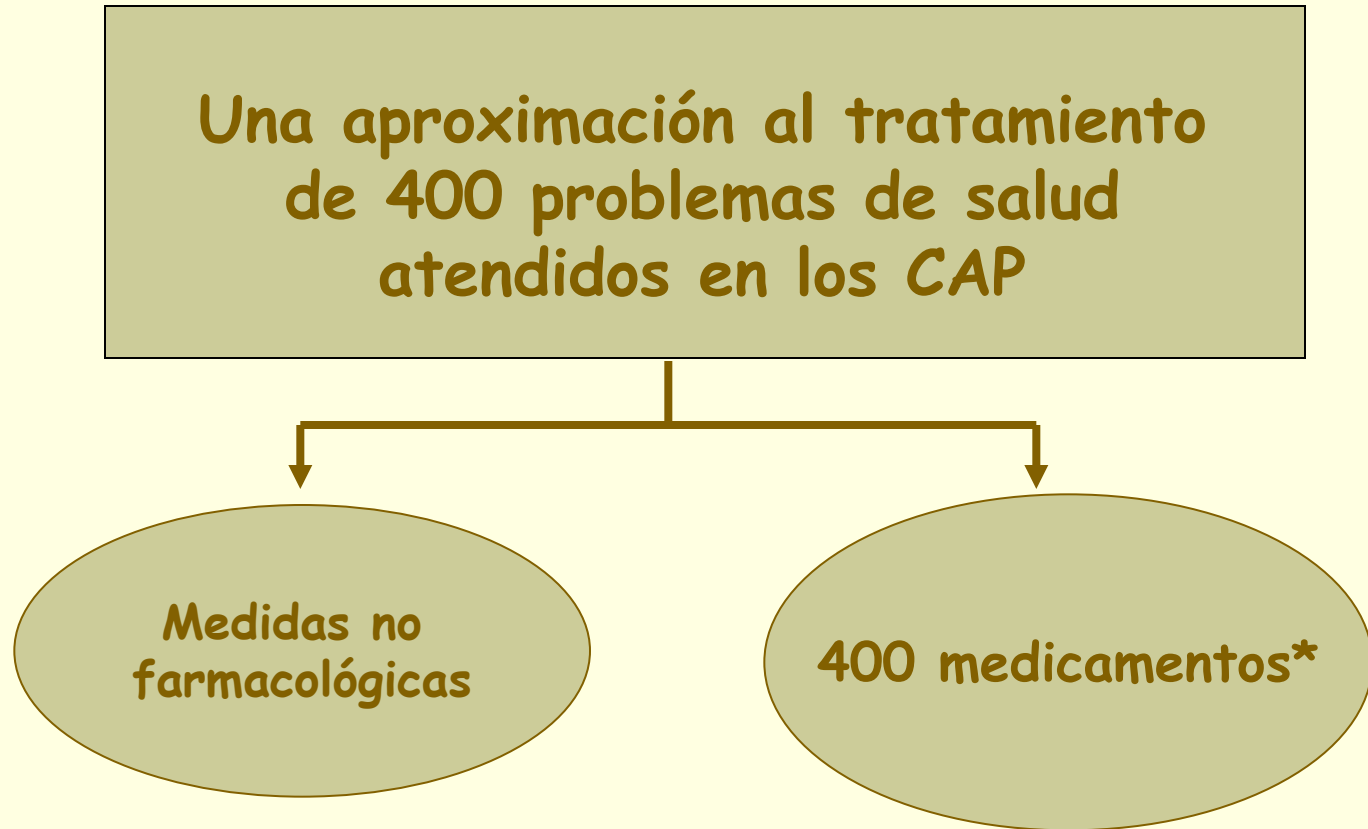 Una aproximación al tratamiento
de 400 problemas de salud
atendidos en los CAP
Medidas no
farmacológicas
400 medicamentos*